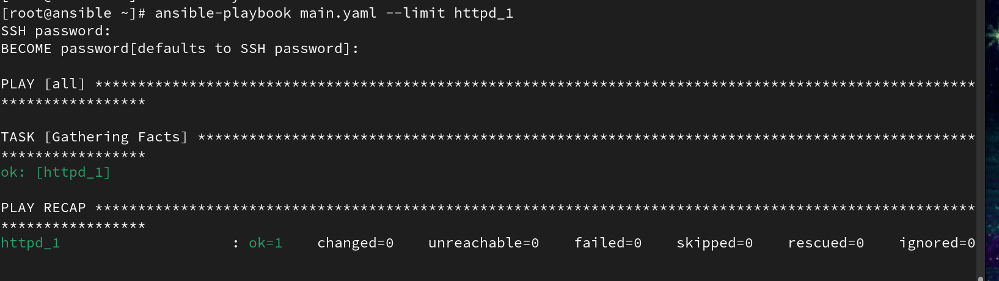 [root@ansible ~]# ansible-playbook main.yaml --limit httpd_1
SSH password:
BECOME password[defaults to SSH password]:
PLAY [all] *******************************************************************************************************
*****************
TASK [Gathering Facts] *******************************************************************************************
*****************
ok: [httpd_1]
PLAY RECAP *******************************************************************************************************
*****************
httpd_1                    : ok=1    changed=0    unreachable=0    failed=0    skipped=0    rescued=0    ignored=0